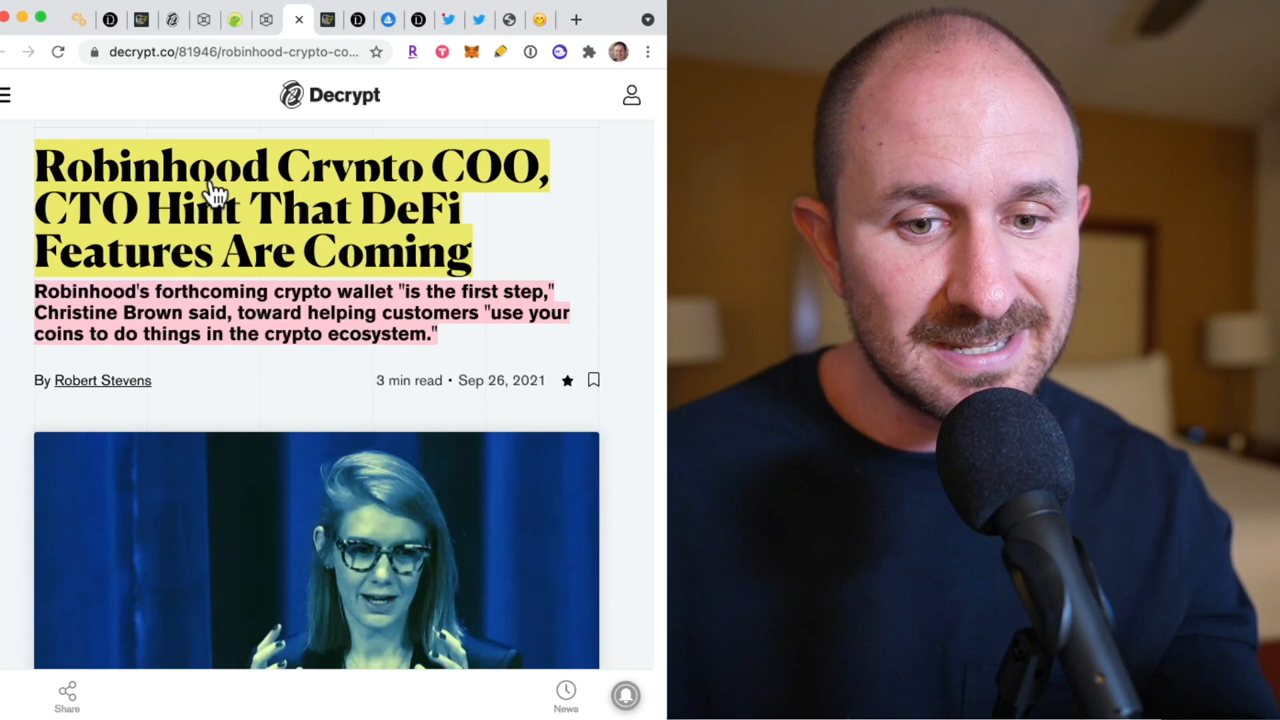 decrypt.co/81946/robinhood-crypto-co...
Decrypt
Robinhood Crypto COO,
CTO Hint That DeFi
Features Are Coming
Robinhood's forthcoming crypto wallet "is the first step,"
Christine Brown said, toward helping customers "use your
coins to do things in the crypto ecosystem."
By Robert Stevens
3 min read • Sep 26, 2021
Share
News